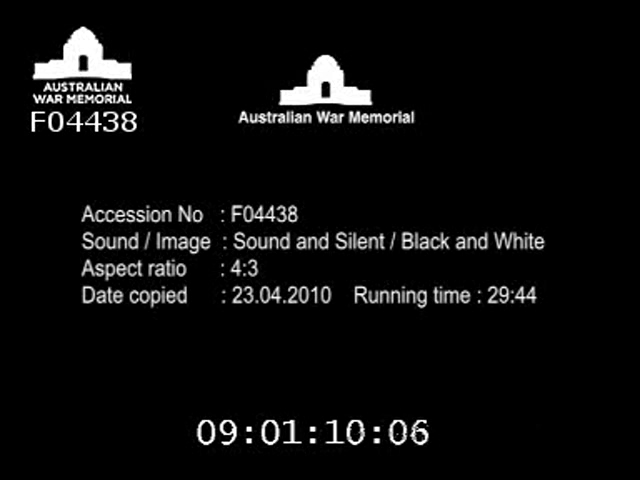 AUSTRALIAN
WAR MEMORIAL
F04438
Australian War Memorial
Accession No : F04438
Sound / Image : Sound and Silent / Black and White
Aspect ratio : 4:3
Date copied : 23.04.2010 Running time : 29:44
09:01:10:06